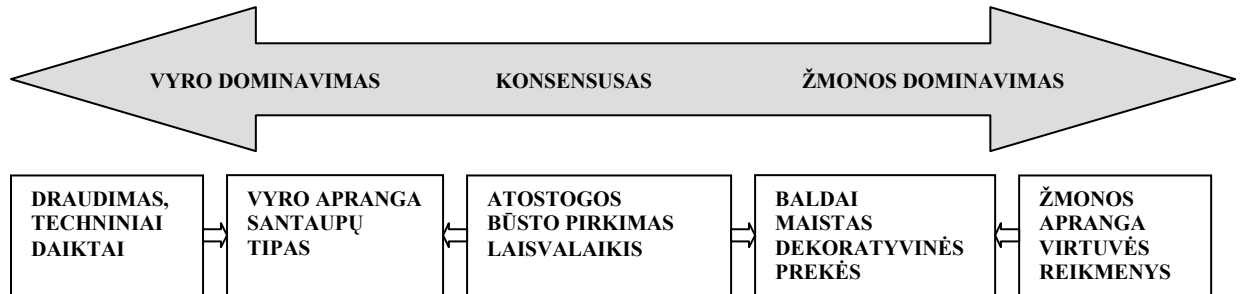 VYRO DOMINAVIMAS KONSENSUSAS ŽMONOS DOMINAVIMAS
DRAUDIMAS,
TECHNINIAI
DAIKTAI
VYRO APRANGA
SANTAUPŲ
TIPAS
ATOSTOGOS
BŪSTO PIRKIMAS
LAISVALAIKIS
BALDAI
MAISTAS
DEKORATYVINĖS
PREKĖS
ŽMONOS
APRANGA
VIRTUVĖS
REIKMENYS